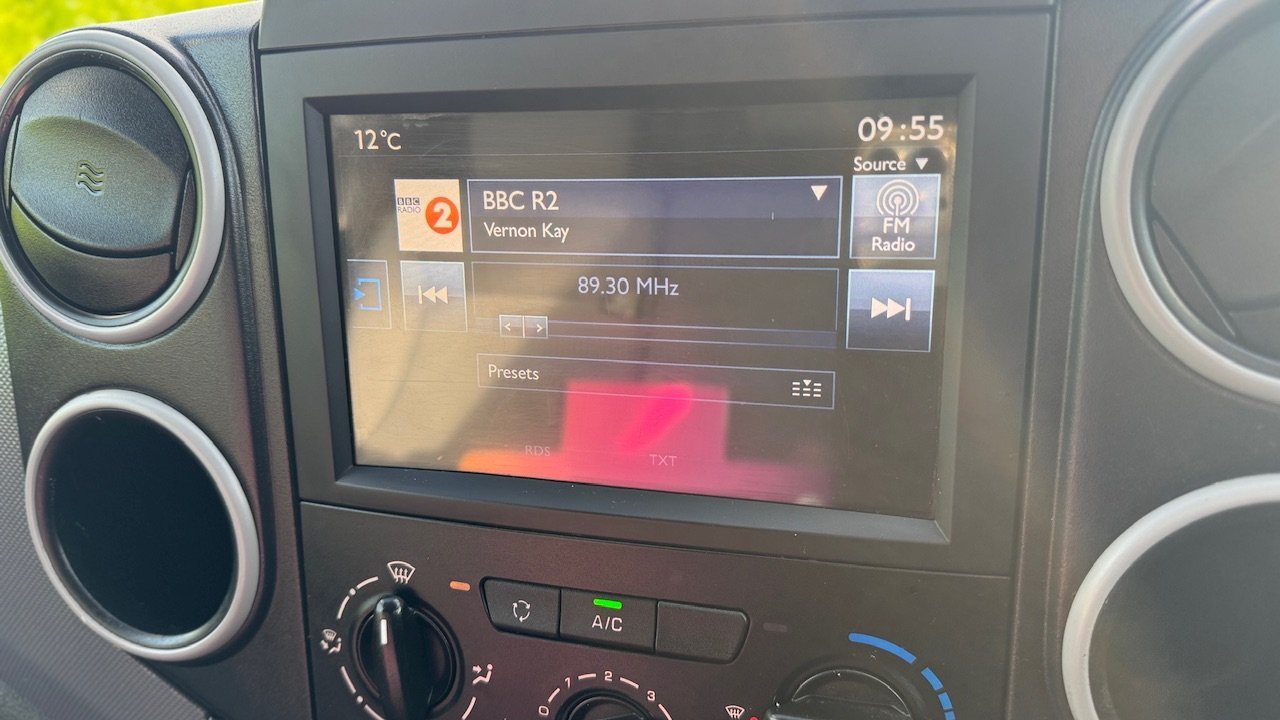 12°C
09:55
Source
BBC
RADIO
2
BBC R2
Vernon Kay
FM
Radio
89.30 MHz
Presets
RDS
TXT
A/C
0 1 2 3